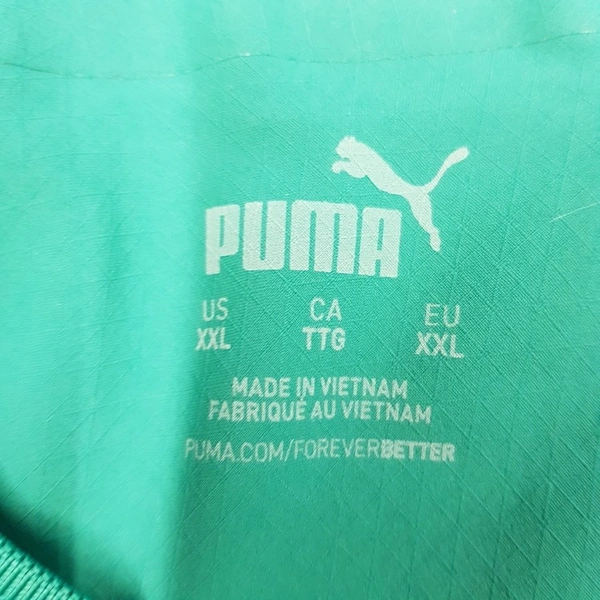 PUMA
US CA EU
XXL TTG XXL
MADE IN VIETNAM
FABRIQUÉ AU VIETNAM
PUMA.COM/FOREVERBETTER